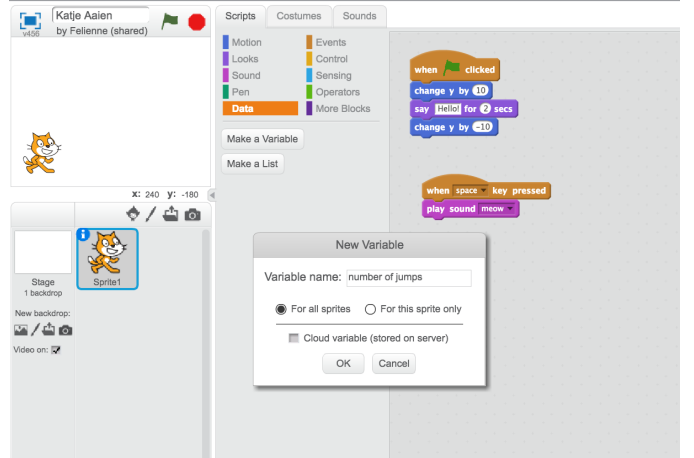 Katje Aaien
by Felienne (shared)
v456
Scripts Costumes Sounds
Motion Events
Looks Control
Sound Sensing
Pen Operators
Data More Blocks
Make a Variable
Make a List
when clicked
change y by 10
say Hello! for 2 secs
change y by -10
when space key pressed
play sound meow
X: 240 y: -180
Stage
1 backdrop
Sprite1
New backdrop:
Video on:
New Variable
Variable name: number of jumps
For all sprites For this sprite only
Cloud variable (stored on server)
OK Cancel